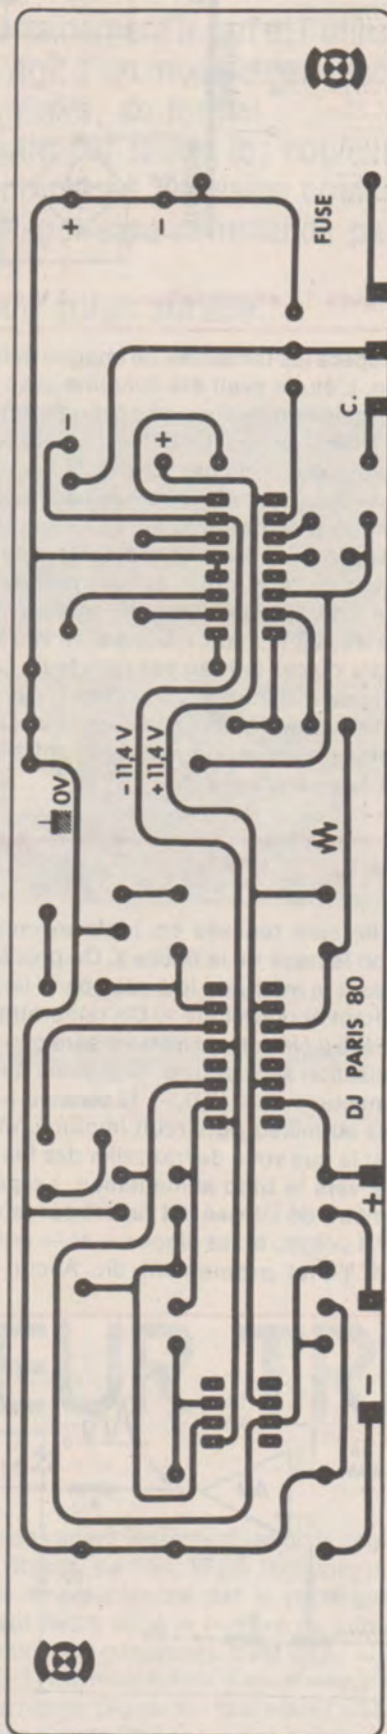 +
−
FUSE
−
+
C.
−11,4 V
+11,4 V
0V
DJ PARIS 80
+
−